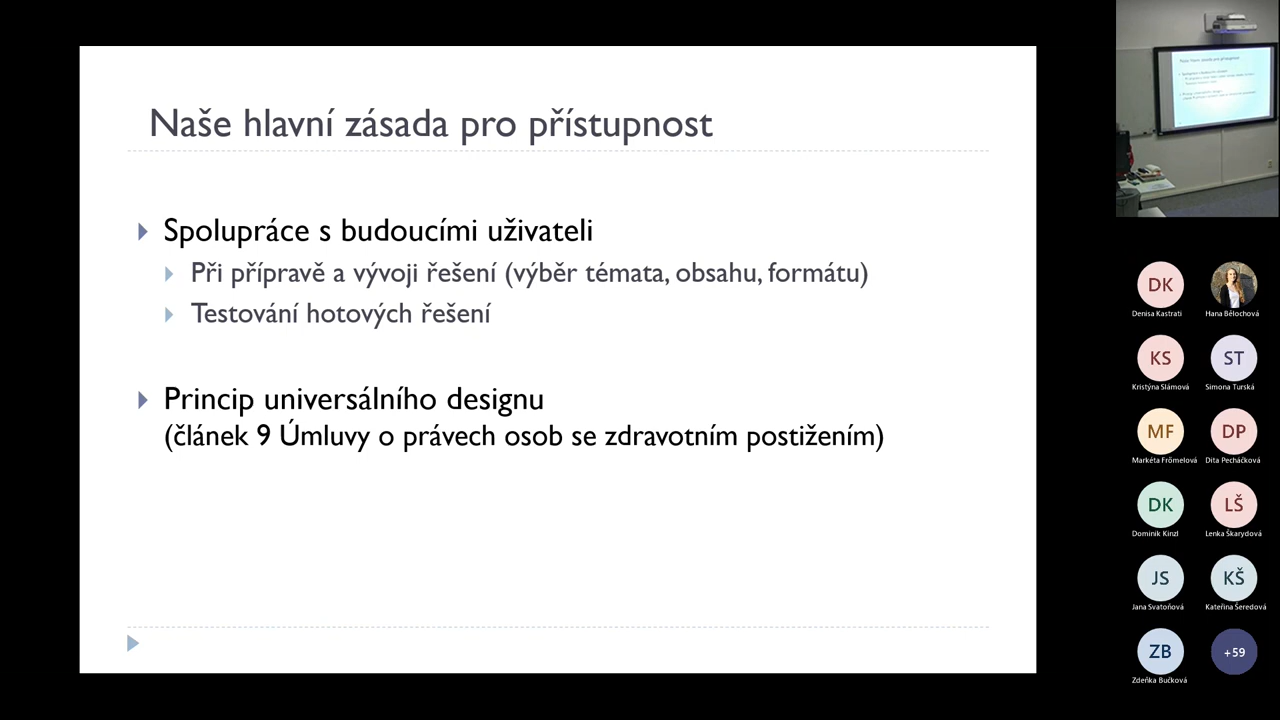 Naše hlavní zásada pro přístupnost
Spolupráce s budoucími uživateli
Při přípravě a vývoji řešení (výběr témata, obsahu, formátu)
Testování hotových řešení
Princip universálního designu
(článek 9 Úmluvy o právech osob se zdravotním postižením)
DK
Denisa Kastrati
Hana Bělochová
KS
ST
Kristýna Slámová
Simona Turská
MF
DP
Markéta Frömelová
Dita Pecháčková
DK
LŠ
Dominik Kinzl
Lenka Škarydová
JS
KŠ
Jana Svatoňová
Kateřina Šeredová
ZB
+59
Zdeňka Bučková